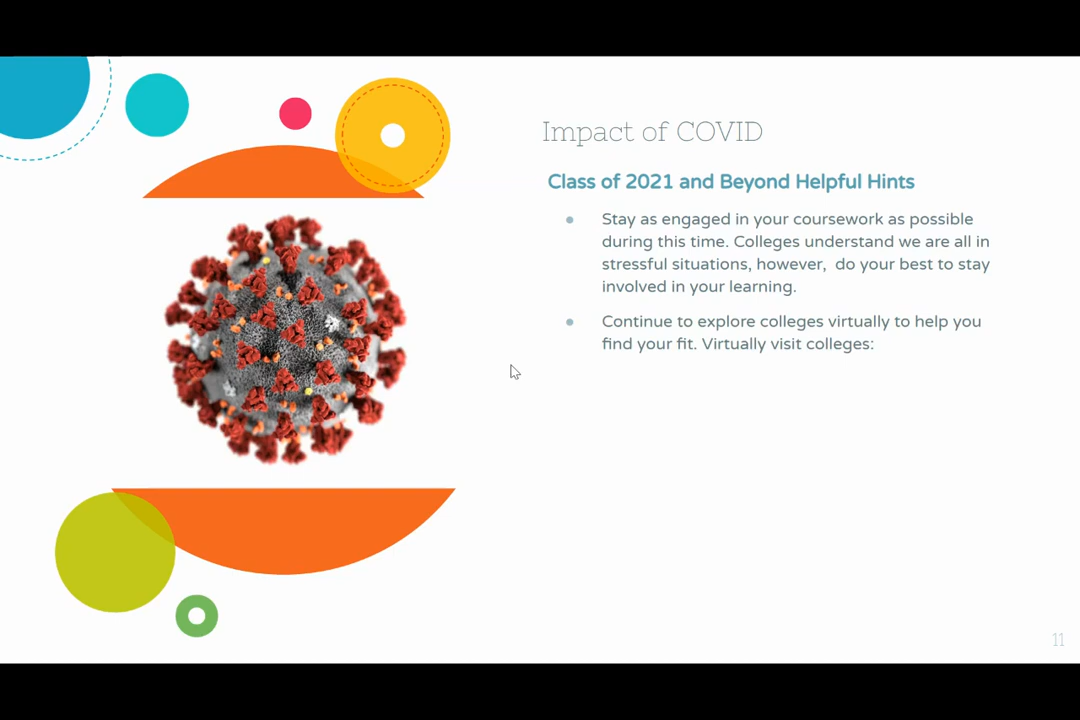 Impact of COVID
Class of 2021 and Beyond Helpful Hints
● Stay as engaged in your coursework as possible
during this time. Colleges understand we are all in
stressful situations, however,  do your best to stay
involved in your learning.
● Continue to explore colleges virtually to help you
find your fit. Virtually visit colleges:
11